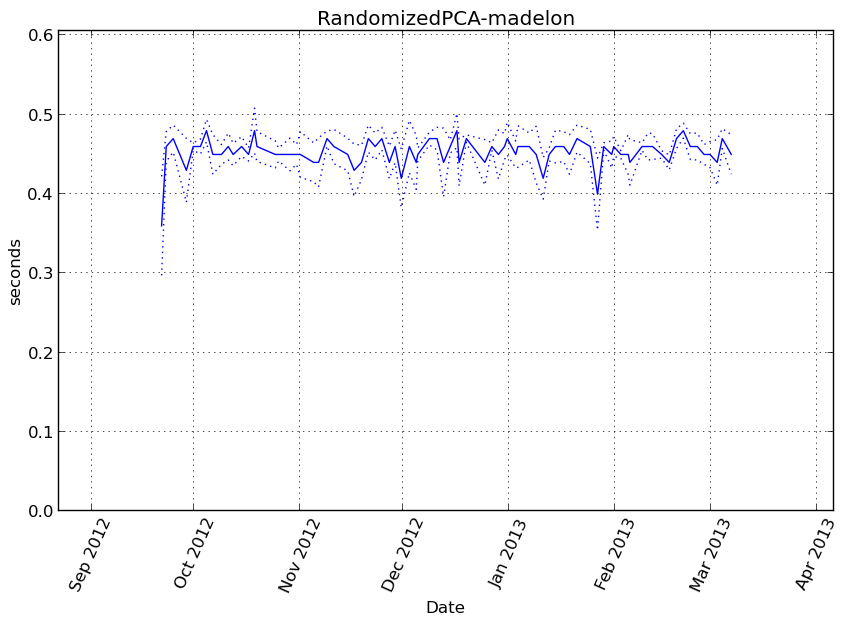 RandomizedPCA-madelon
0.6
0.5
0.4
0.3
0.2
0.1
0.0
seconds
Sep 2012
Oct 2012
Nov 2012
Dec 2012
Jan 2013
Feb 2013
Mar 2013
Apr 2013
Date